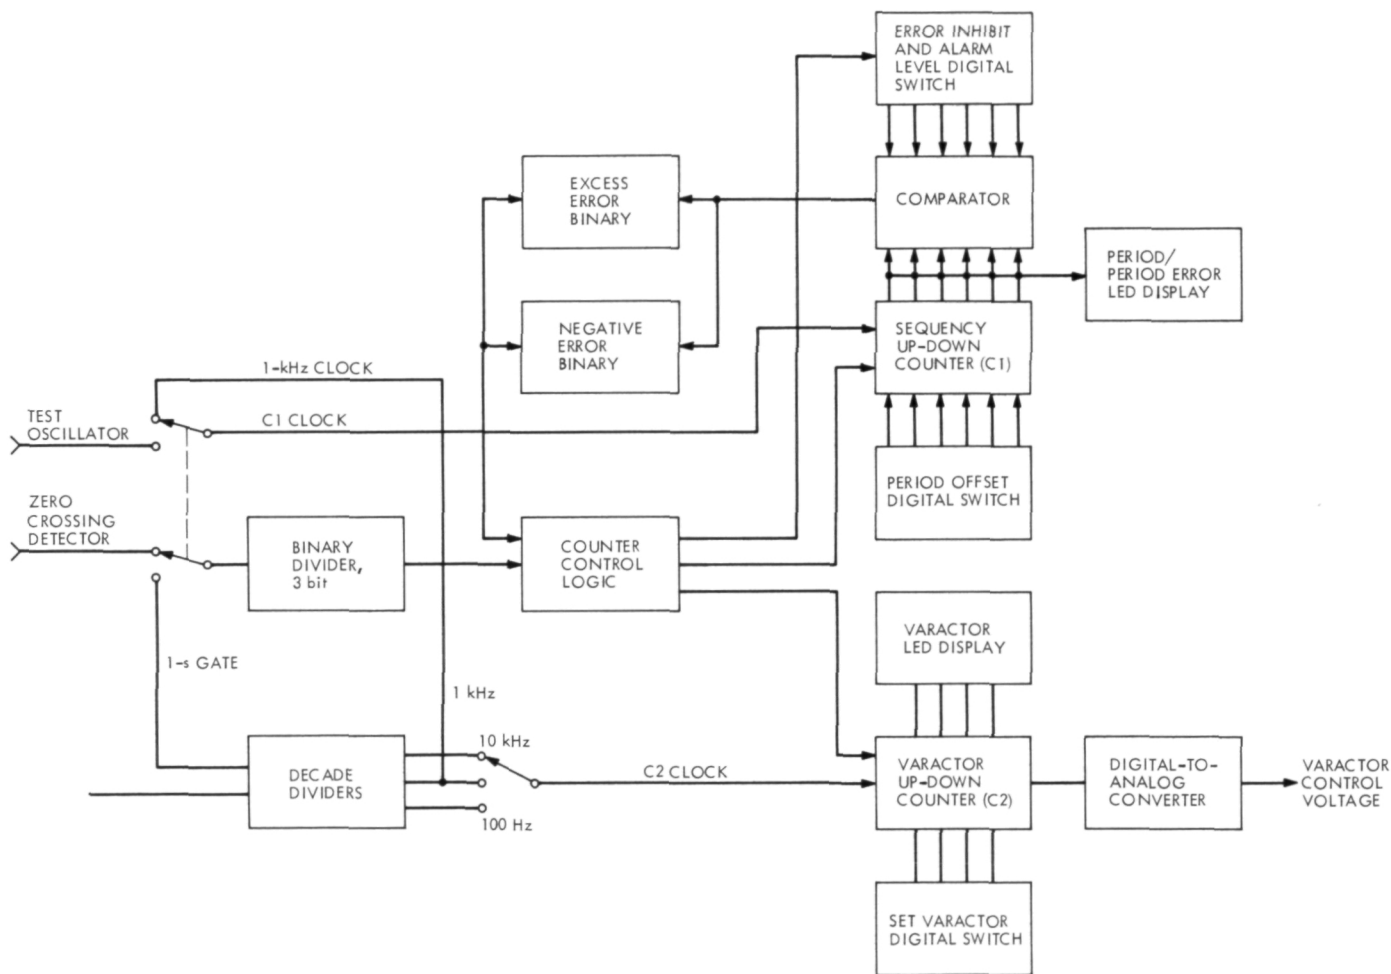 ERROR INHIBIT
AND ALARM
LEVEL DIGITAL
SWITCH
EXCESS
ERROR
BINARY
COMPARATOR
PERIOD/
PERIOD ERROR
LED DISPLAY
NEGATIVE
ERROR
BINARY
SEQUENCY
UP-DOWN
COUNTER (C1)
1-kHz CLOCK
TEST
OSCILLATOR
C1 CLOCK
PERIOD OFFSET
DIGITAL SWITCH
ZERO
CROSSING
DETECTOR
BINARY
DIVIDER,
3 bit
COUNTER
CONTROL
LOGIC
VARACTOR
LED DISPLAY
1-s GATE
1 kHz
10 kHz
DECADE
DIVIDERS
C2 CLOCK
100 Hz
VARACTOR
UP-DOWN
COUNTER (C2)
DIGITAL-TO-
ANALOG
CONVERTER
VARACTOR
CONTROL
VOLTAGE
SET VARACTOR
DIGITAL SWITCH